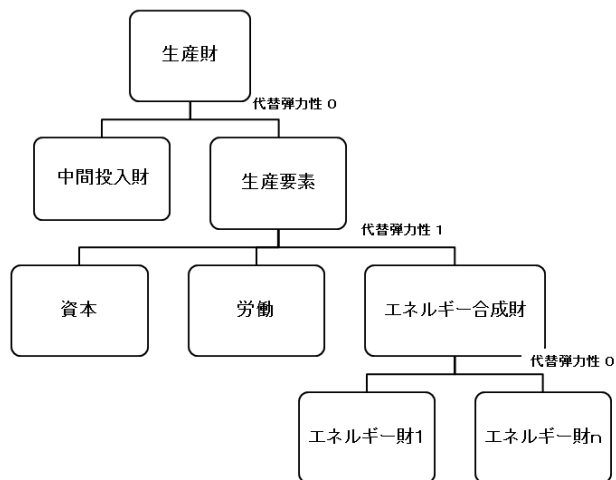 生産財
代替弾力性 0
中間投入財
生産要素
代替弾力性 1
資本
労働
エネルギー合成財
代替弾力性 0
エネルギー財1
エネルギー財n